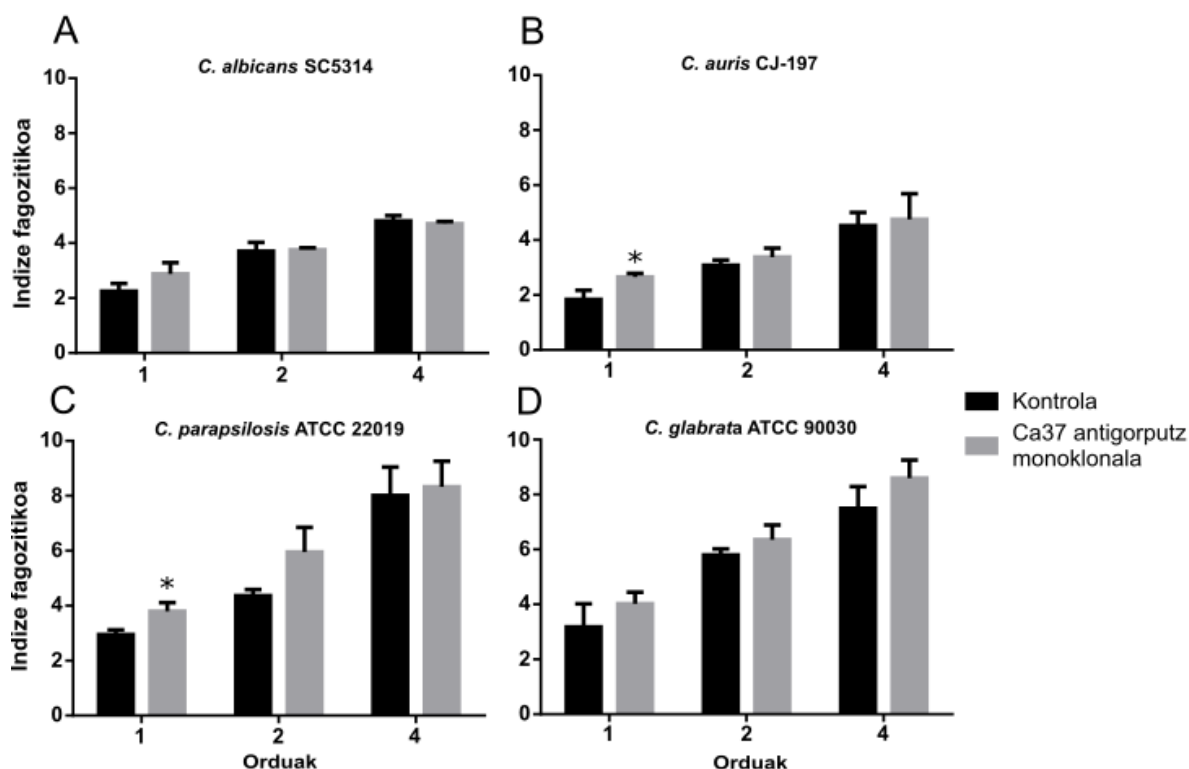 A
C. albicans SC5314
10
8
6
4
2
0
Indize fagozitikoa
1 2 4
B
C. auris CJ-197
10
8
6
4
2
0
*
1 2 4
C
C. parapsilosis ATCC 22019
10
8
6
4
2
0
Indize fagozitikoa
*
1 2 4
Orduak
D
C. glabrata ATCC 90030
10
8
6
4
2
0
1 2 4
Orduak
Kontrola
Ca37 antigorputz
monoklonala